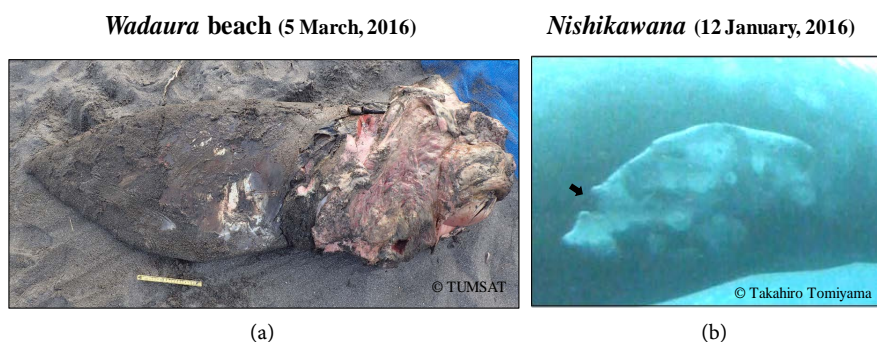 Wadaura beach (5 March, 2016)
Nishikawana (12 January, 2016)
© TUMSAT
© Takahiro Tomiyama
(a)
(b)